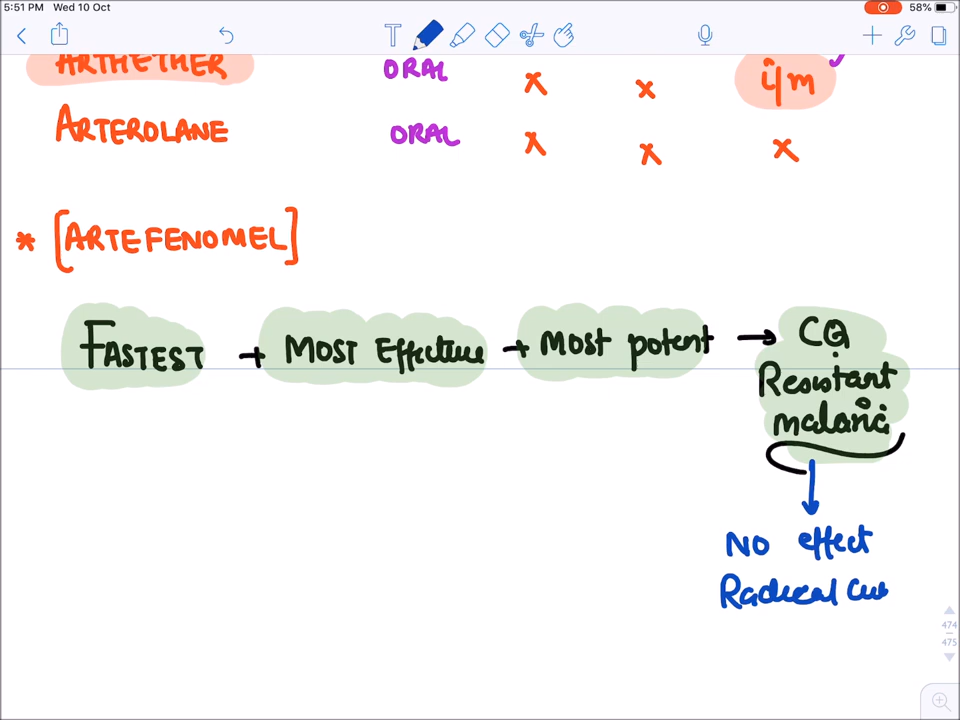 5:51 PM Wed 10 Oct 58%
T
ARTHETHER ORAL x x i/m
ARTEROLANE ORAL x x x
* [ARTEFENOMEL]
FASTEST + MOST Effective + Most potent → CQ
Resistant
malaria
No effect
Radical Cure
474
475